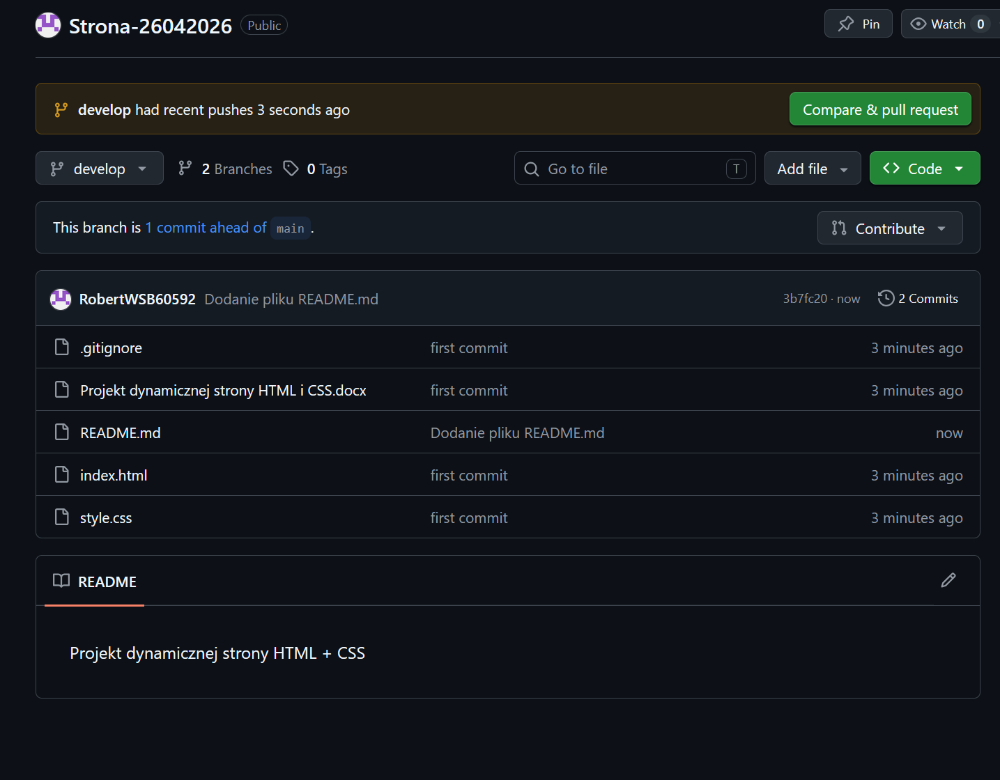 Strona-26042026 Public Pin Watch 0
develop had recent pushes 3 seconds ago Compare & pull request
develop 2 Branches 0 Tags Go to file T Add file Code
This branch is 1 commit ahead of main . Contribute
RobertWSB60592 Dodanie pliku README.md 3b7fc20 · now 2 Commits
.gitignore first commit 3 minutes ago
Projekt dynamicznej strony HTML i CSS.docx first commit 3 minutes ago
README.md Dodanie pliku README.md now
index.html first commit 3 minutes ago
style.css first commit 3 minutes ago
README
Projekt dynamicznej strony HTML + CSS